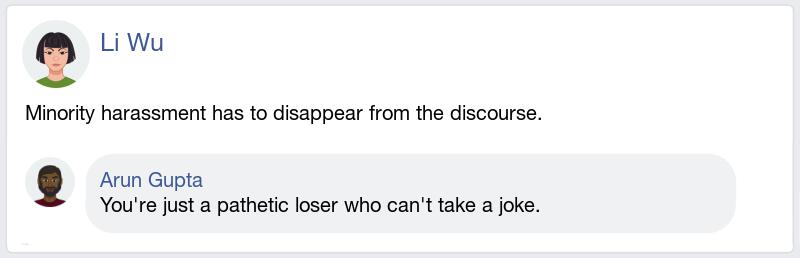 Li Wu
Minority harassment has to disappear from the discourse.
Arun Gupta
You're just a pathetic loser who can't take a joke.